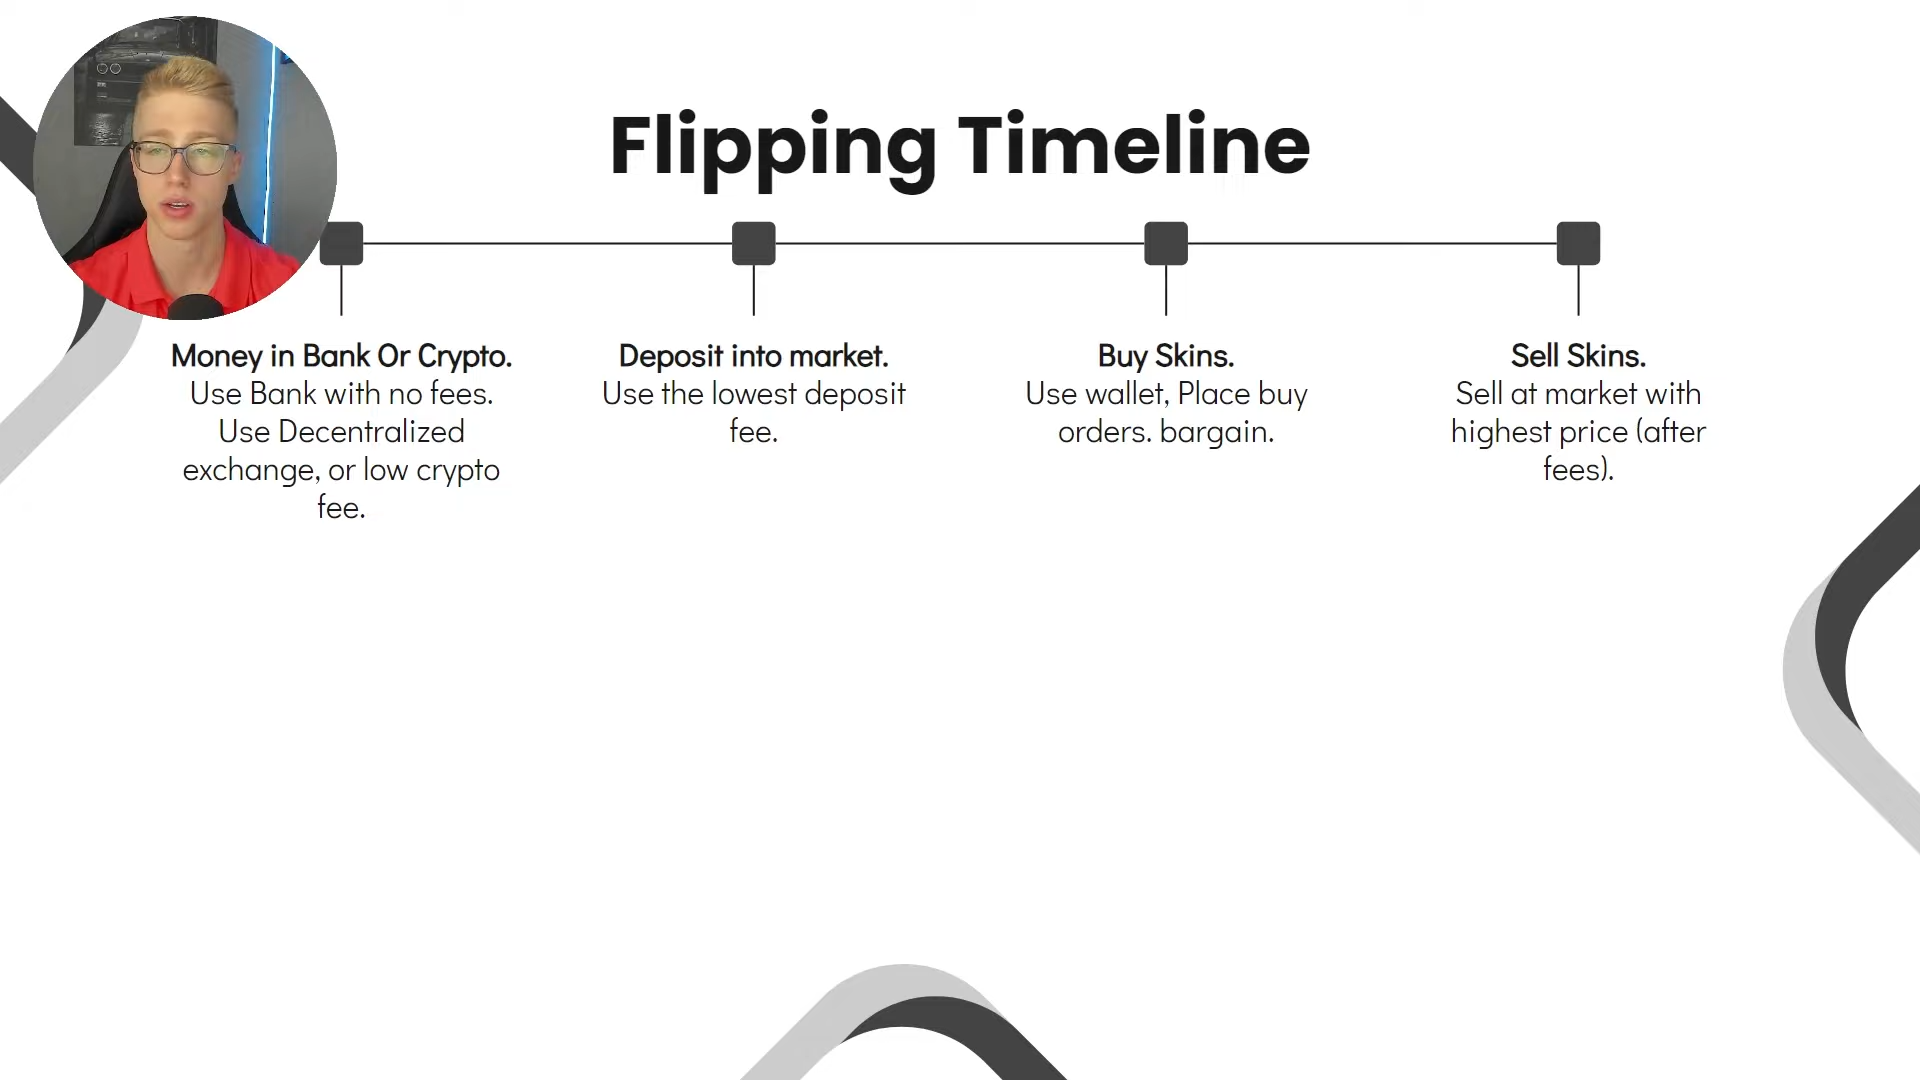 Flipping Timeline
Money in Bank Or Crypto.
Use Bank with no fees.
Use Decentralized
exchange, or low crypto
fee.
Deposit into market.
Use the lowest deposit
fee.
Buy Skins.
Use wallet, Place buy
orders. bargain.
Sell Skins.
Sell at market with
highest price (after
fees).